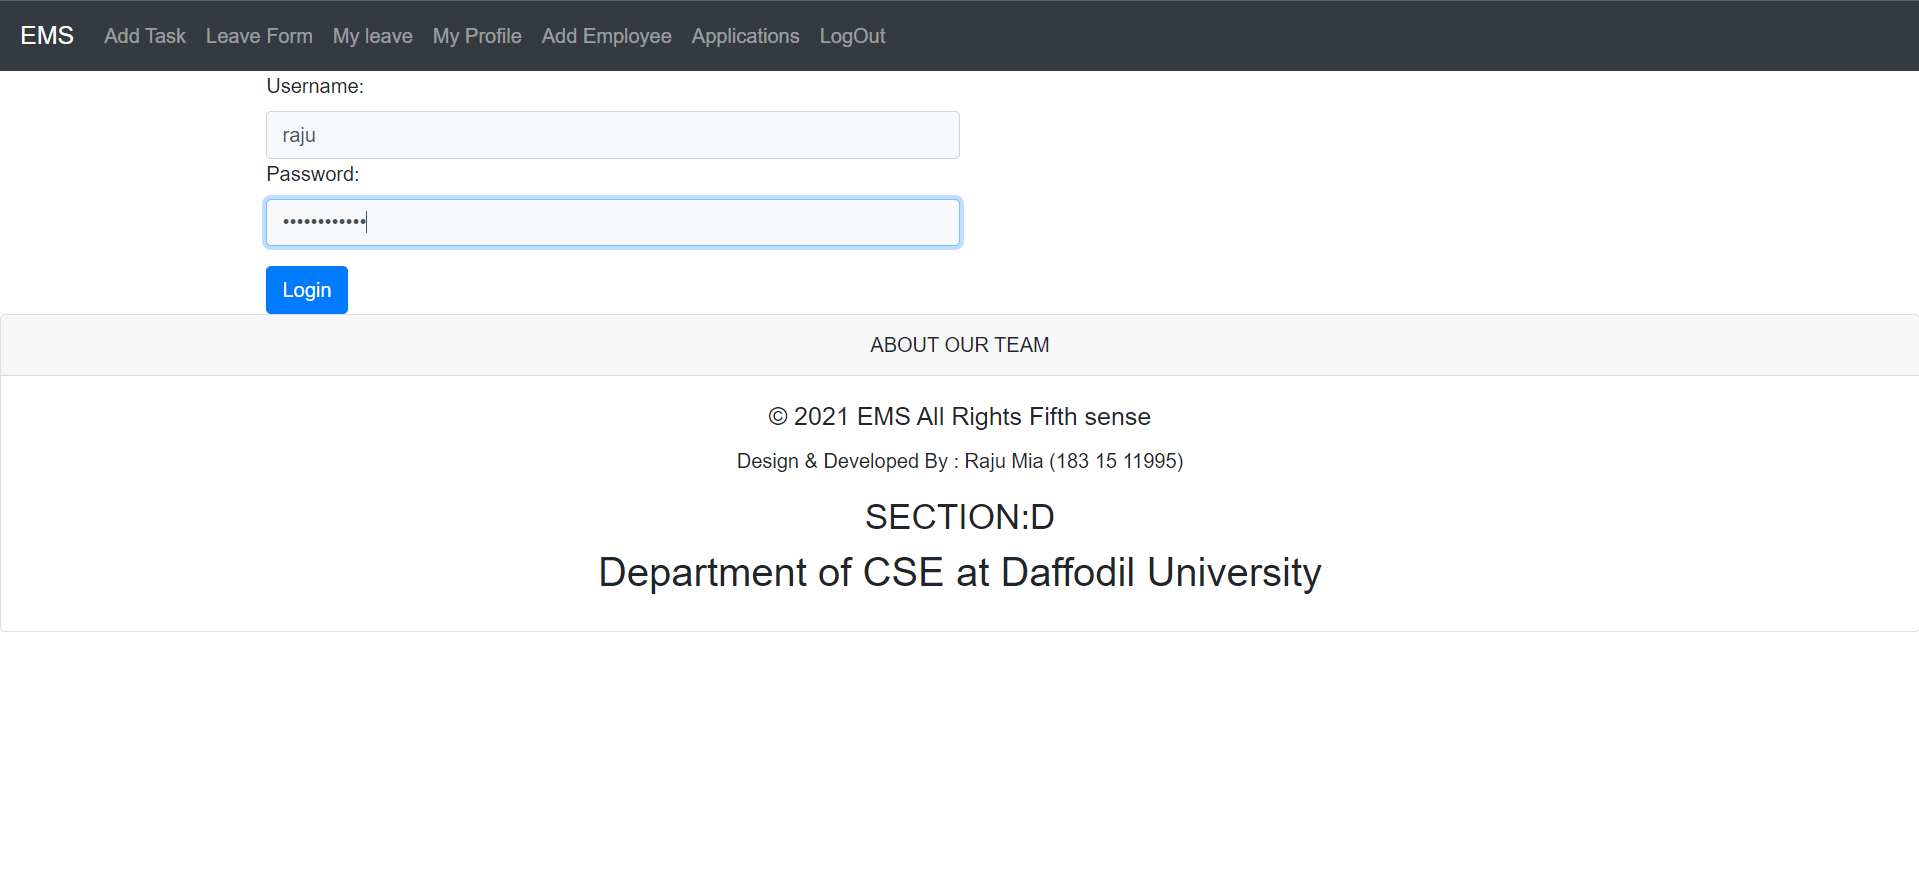 EMS Add Task Leave Form My leave My Profile Add Employee Applications LogOut
Username:
raju
Password:
••••••••••••
Login
ABOUT OUR TEAM
© 2021 EMS All Rights Fifth sense
Design & Developed By : Raju Mia (183 15 11995)
SECTION:D
Department of CSE at Daffodil University